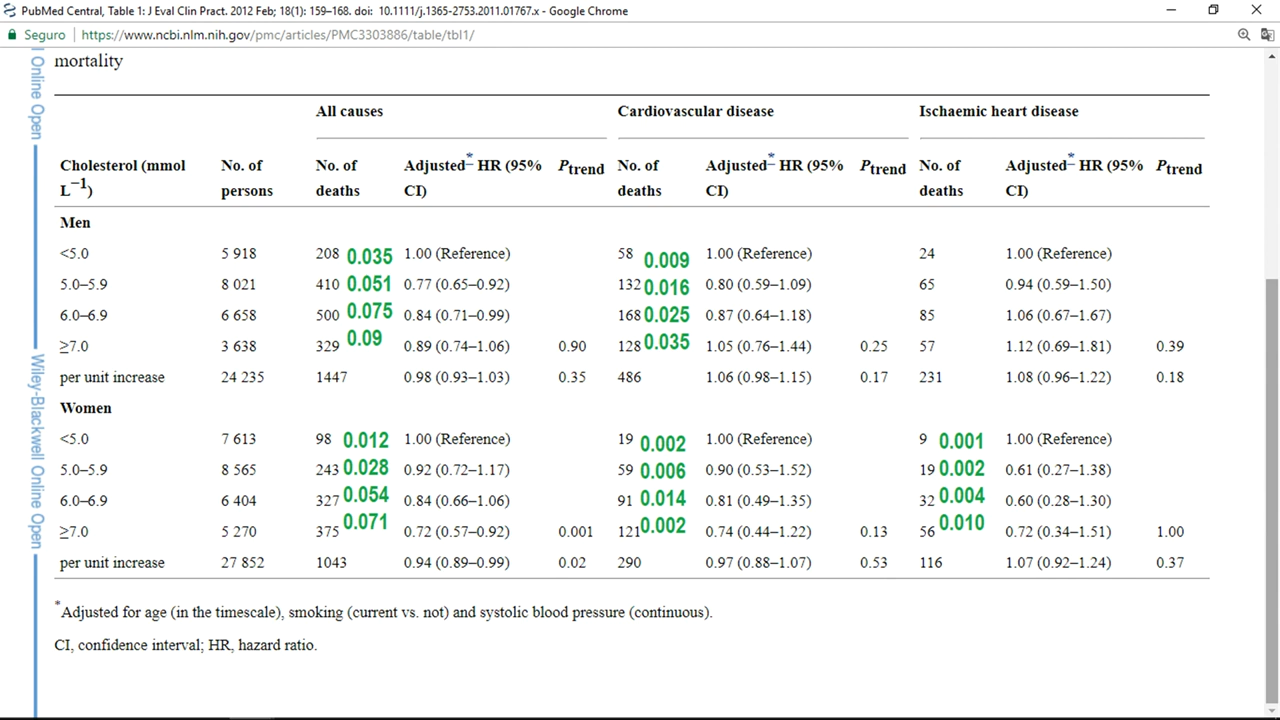 PubMed Central, Table 1: J Eval Clin Pract. 2012 Feb; 18(1): 159–168. doi: 10.1111/j.1365-2753.2011.01767.x - Google Chrome
Seguro https://www.ncbi.nlm.nih.gov/pmc/articles/PMC3303886/table/tbl1/
l Online Open
Wiley-Blackwell Online Open
mortality
All causes Cardiovascular disease Ischaemic heart disease
Cholesterol (mmol No. of No. of Adjusted* HR (95% Ptrend No. of Adjusted* HR (95% Ptrend No. of Adjusted* HR (95% Ptrend
L−1) persons deaths CI) deaths CI) deaths CI)
Men
<5.0 5 918 208 0.035 1.00 (Reference) 58 0.009 1.00 (Reference) 24 1.00 (Reference)
5.0–5.9 8 021 410 0.051 0.77 (0.65–0.92) 132 0.016 0.80 (0.59–1.09) 65 0.94 (0.59–1.50)
6.0–6.9 6 658 500 0.075 0.84 (0.71–0.99) 168 0.025 0.87 (0.64–1.18) 85 1.06 (0.67–1.67)
≥7.0 3 638 329 0.09 0.89 (0.74–1.06) 0.90 128 0.035 1.05 (0.76–1.44) 0.25 57 1.12 (0.69–1.81) 0.39
per unit increase 24 235 1447 0.98 (0.93–1.03) 0.35 486 1.06 (0.98–1.15) 0.17 231 1.08 (0.96–1.22) 0.18
Women
<5.0 7 613 98 0.012 1.00 (Reference) 19 0.002 1.00 (Reference) 9 0.001 1.00 (Reference)
5.0–5.9 8 565 243 0.028 0.92 (0.72–1.17) 59 0.006 0.90 (0.53–1.52) 19 0.002 0.61 (0.27–1.38)
6.0–6.9 6 404 327 0.054 0.84 (0.66–1.06) 91 0.014 0.81 (0.49–1.35) 32 0.004 0.60 (0.28–1.30)
≥7.0 5 270 375 0.071 0.72 (0.57–0.92) 0.001 121 0.002 0.74 (0.44–1.22) 0.13 56 0.010 0.72 (0.34–1.51) 1.00
per unit increase 27 852 1043 0.94 (0.89–0.99) 0.02 290 0.97 (0.88–1.07) 0.53 116 1.07 (0.92–1.24) 0.37
*Adjusted for age (in the timescale), smoking (current vs. not) and systolic blood pressure (continuous).
CI, confidence interval; HR, hazard ratio.